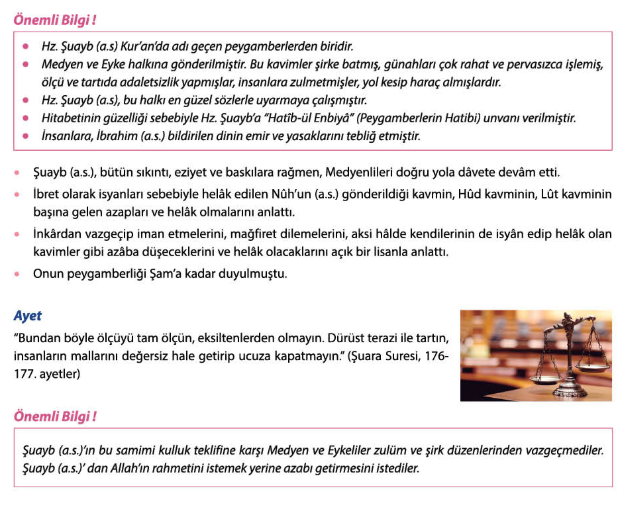 Önemli Bilgi !
• Hz. Şuayb (a.s) Kur'an'da adı geçen peygamberlerden biridir.
• Medyen ve Eyke halkına gönderilmiştir. Bu kavimler şirke batmış, günahları çok rahat ve pervasızca işlemiş,
ölçü ve tartıda adaletsizlik yapmışlar, insanlara zulmetmişler, yol kesip haraç almışlardır.
• Hz. Şuayb (a.s), bu halkı en güzel sözlerle uyarmaya çalışmıştır.
• Hitabetinin güzelliği sebebiyle Hz. Şuayb'a "Hatîb-ül Enbiyâ" (Peygamberlerin Hatibi) unvanı verilmiştir.
• İnsanlara, İbrahim (a.s.) bildirilen dinin emir ve yasaklarını tebliğ etmiştir.
• Şuayb (a.s.), bütün sıkıntı, eziyet ve baskılara rağmen, Medyenlileri doğru yola dâvete devâm etti.
• İbret olarak isyanları sebebiyle helâk edilen Nûh'un (a.s.) gönderildiği kavmin, Hûd kavminin, Lût kavminin
başına gelen azapları ve helâk olmalarını anlattı.
• İnkârdan vazgeçip iman etmelerini, mağfiret dilemelerini, aksi hâlde kendilerinin de isyân edip helâk olan
kavimler gibi azâba düşeceklerini ve helâk olacaklarını açık bir lisanla anlattı.
• Onun peygamberliği Şam'a kadar duyulmuştu.
Ayet
"Bundan böyle ölçüyü tam ölçün, eksiltenlerden olmayın. Dürüst terazi ile tartın,
insanların mallarını değersiz hale getirip ucuza kapatmayın." (Şuara Suresi, 176-
177. ayetler)
Önemli Bilgi !
Şuayb (a.s.)'ın bu samimi kulluk teklifine karşı Medyen ve Eykeliler zulüm ve şirk düzenlerinden vazgeçmediler.
Şuayb (a.s.)' dan Allah'ın rahmetini istemek yerine azabı getirmesini istediler.